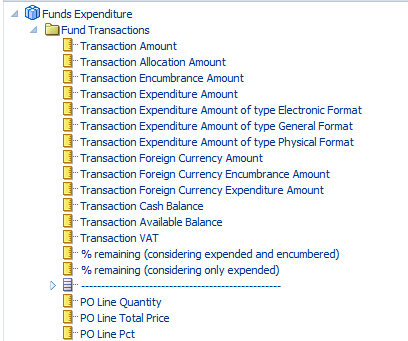 Funds Expenditure
Fund Transactions
Transaction Amount
Transaction Allocation Amount
Transaction Encumbrance Amount
Transaction Expenditure Amount
Transaction Expenditure Amount of type Electronic Format
Transaction Expenditure Amount of type General Format
Transaction Expenditure Amount of type Physical Format
Transaction Foreign Currency Amount
Transaction Foreign Currency Encumbrance Amount
Transaction Foreign Currency Expenditure Amount
Transaction Cash Balance
Transaction Available Balance
Transaction VAT
% remaining (considering expended and encumbered)
% remaining (considering only expended)
--------------------------------------------------
PO Line Quantity
PO Line Total Price
PO Line Pct